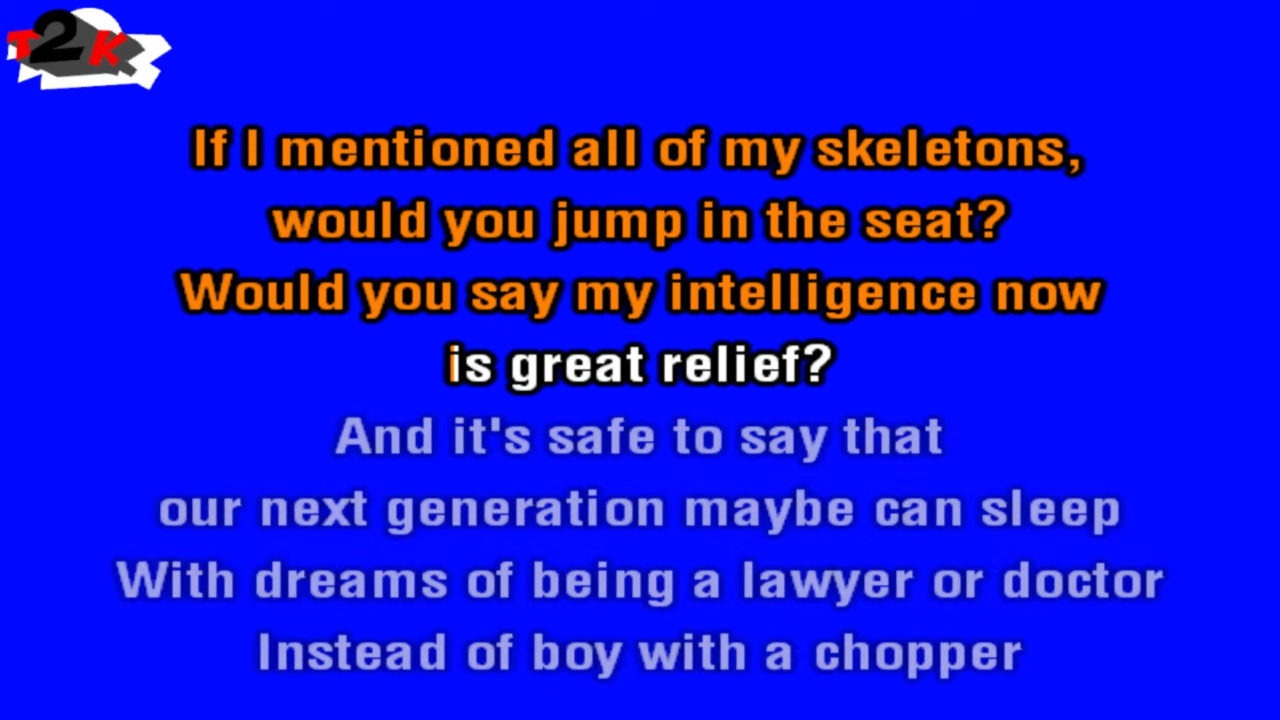 T2K
If I mentioned all of my skeletons,
would you jump in the seat?
Would you say my intelligence now
is great relief?
And it's safe to say that
our next generation maybe can sleep
With dreams of being a lawyer or doctor
Instead of boy with a chopper